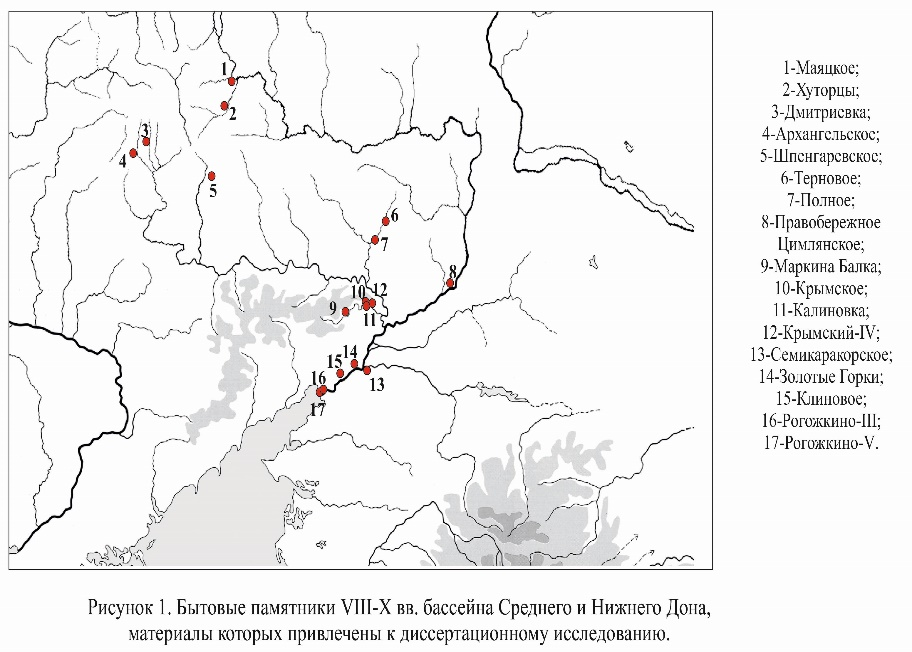 1
2
3
4
5
6
7
8
9
10
12
11
14
15
13
16
17
1-Маяцкое;
2-Хуторцы;
3-Дмитриевка;
4-Архангельское;
5-Шпенгаревское;
6-Терновое;
7-Полное;
8-Правобережное
Цимлянское;
9-Маркина Балка;
10-Крымское;
11-Калиновка;
12-Крымский-IV;
13-Семикаракорское;
14-Золотые Горки;
15-Клиновое;
16-Рогожкино-III;
17-Рогожкино-V.
Рисунок 1. Бытовые памятники VIII-X вв. бассейна Среднего и Нижнего Дона,
материалы которых привлечены к диссертационному исследованию.